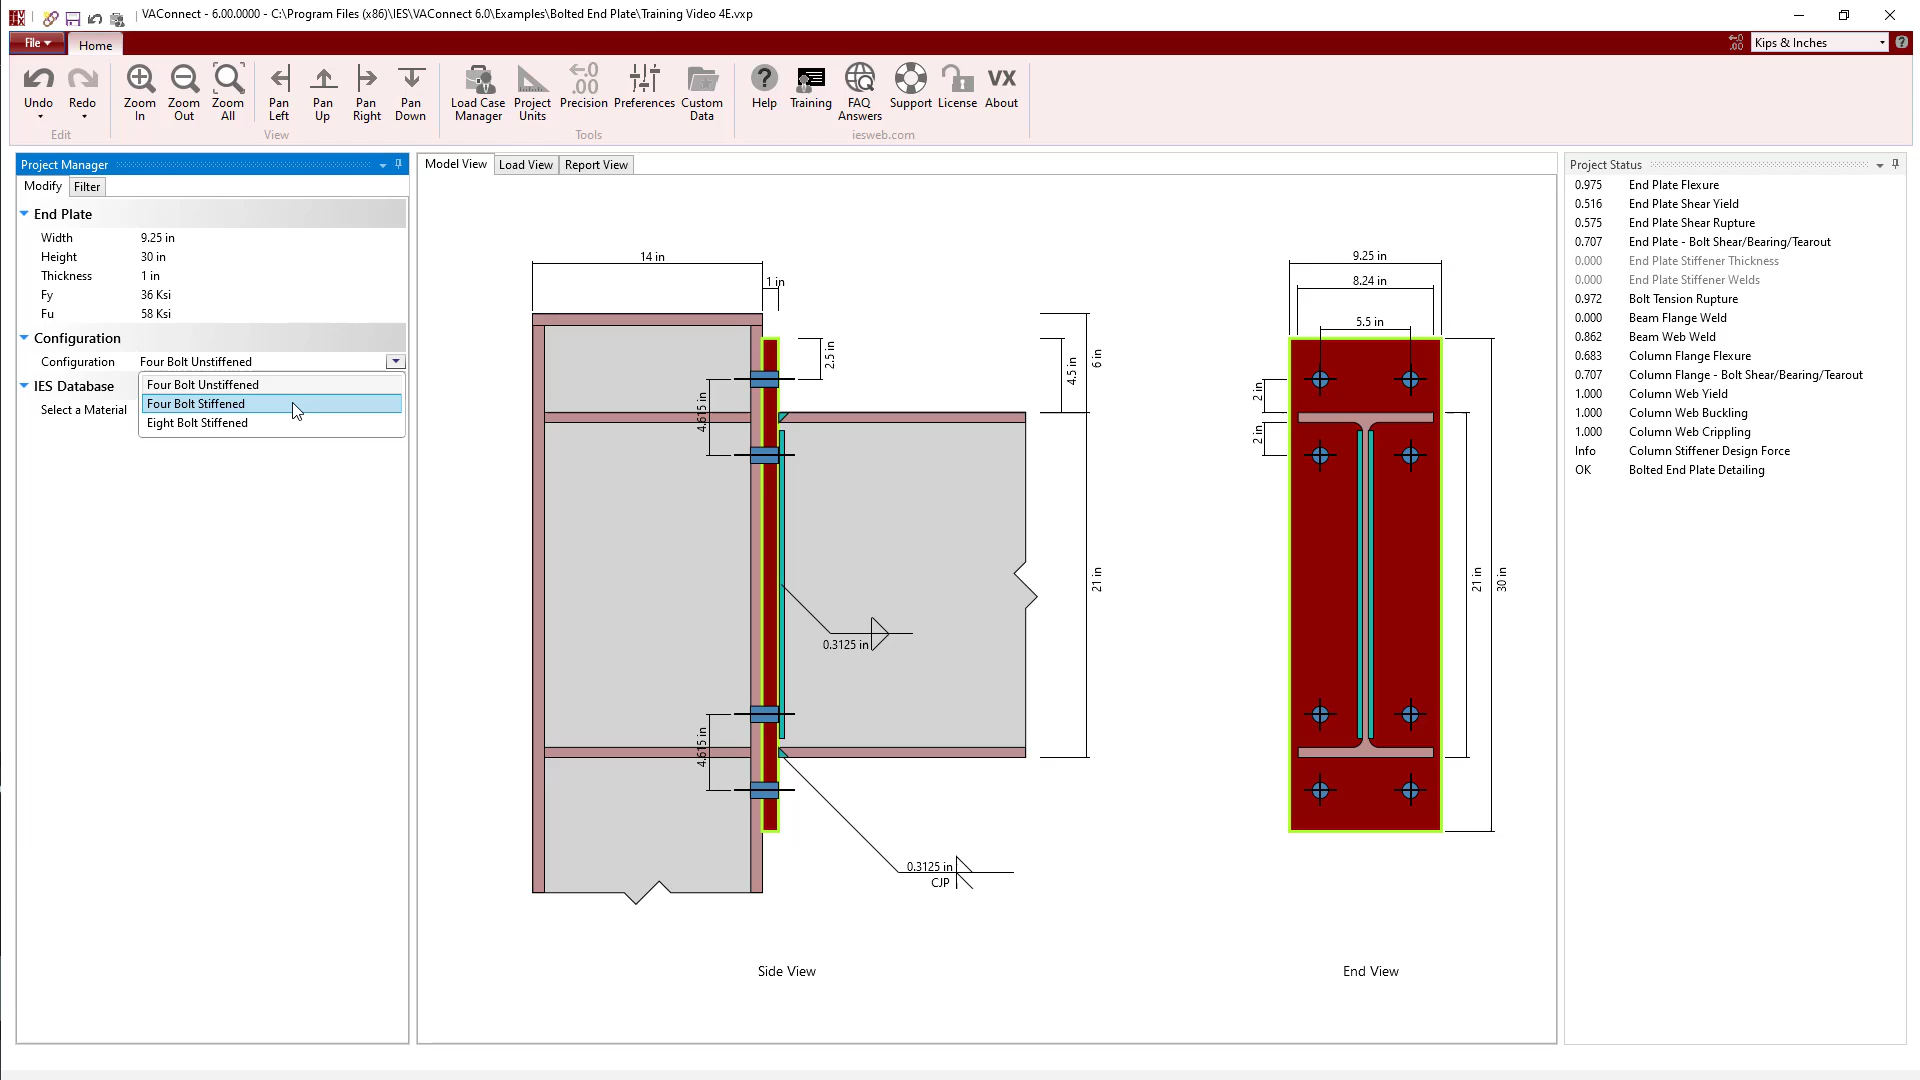 VAConnect - 6.00.0000 - C:\Program Files (x86)\IES\VAConnect 6.0\Examples\Bolted End Plate\Training Video 4E.vxp
File
Home
Kips & Inches
Undo
Redo
Zoom In
Zoom Out
Zoom All
Pan Left
Pan Up
Pan Right
Pan Down
Load Case Manager
Project Units
Precision
Preferences
Custom Data
Help
Training
FAQ Answers
Support
License
VX
About
Edit
View
Tools
iesweb.com
Project Manager
Modify
Filter
End Plate
Width 9.25 in
Height 30 in
Thickness 1 in
Fy 36 Ksi
Fu 58 Ksi
Configuration
Configuration Four Bolt Unstiffened
Four Bolt Unstiffened
Four Bolt Stiffened
Eight Bolt Stiffened
IES Database
Select a Material
Model View
Load View
Report View
14 in
1 in
2.5 in
4.5 in
6 in
4.615 in
21 in
0.3125 in
4.615 in
0.3125 in
CJP
Side View
9.25 in
8.24 in
5.5 in
2 in
2 in
21 in
30 in
End View
Project Status
0.975 End Plate Flexure
0.516 End Plate Shear Yield
0.575 End Plate Shear Rupture
0.707 End Plate - Bolt Shear/Bearing/Tearout
0.000 End Plate Stiffener Thickness
0.000 End Plate Stiffener Welds
0.972 Bolt Tension Rupture
0.000 Beam Flange Weld
0.862 Beam Web Weld
0.683 Column Flange Flexure
0.707 Column Flange - Bolt Shear/Bearing/Tearout
1.000 Column Web Yield
1.000 Column Web Buckling
1.000 Column Web Crippling
Info Column Stiffener Design Force
OK Bolted End Plate Detailing